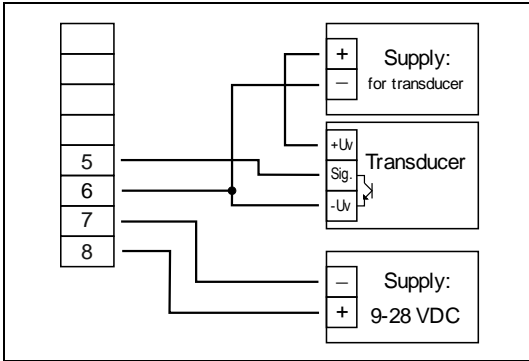 +
Supply:
–
for transducer
+Uv
5
Sig.
Transducer
6
-Uv
7
8
–
Supply:
+
9-28 VDC